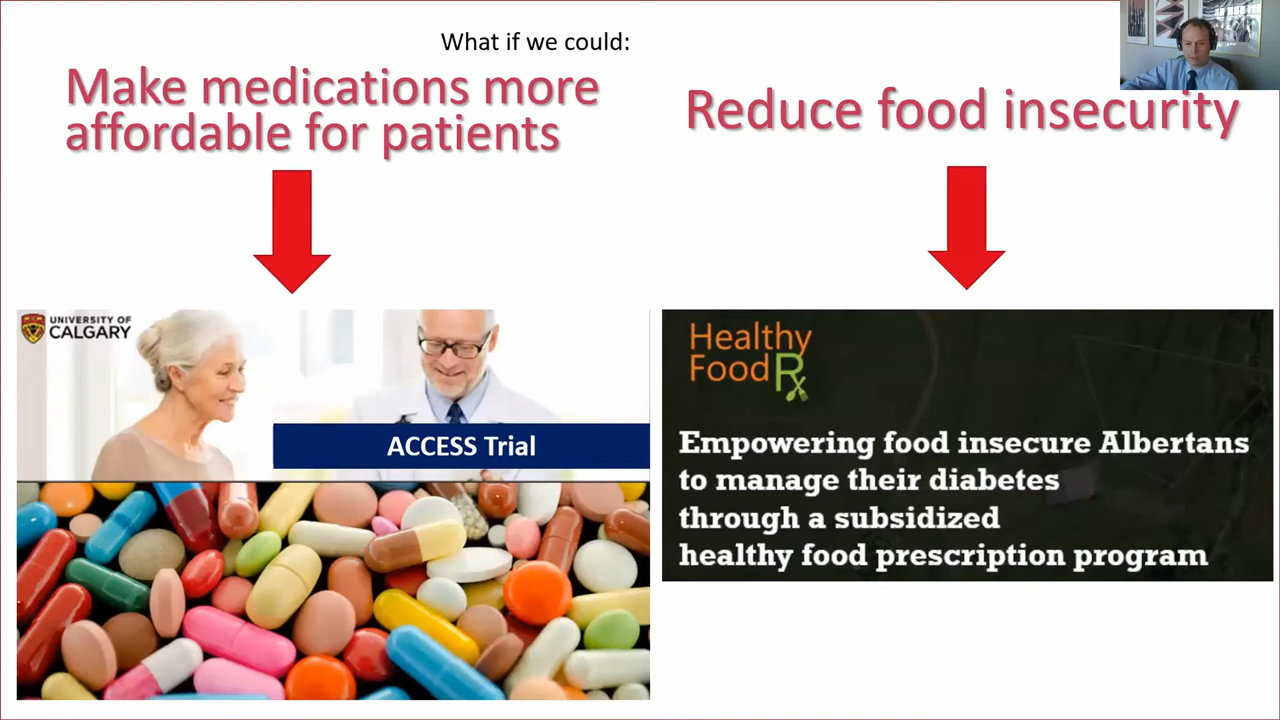 What if we could:
Make medications more
affordable for patients
Reduce food insecurity
UNIVERSITY OF
CALGARY
ACCESS Trial
Healthy
Food Rx
Empowering food insecure Albertans
to manage their diabetes
through a subsidized
healthy food prescription program